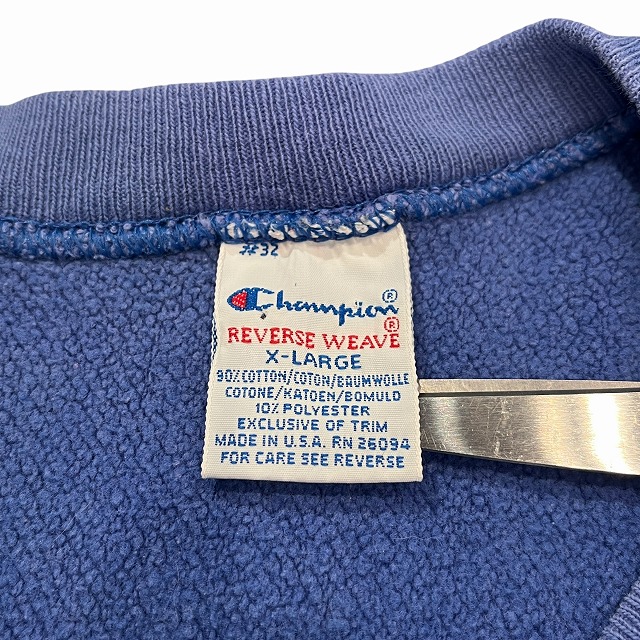 #32
Champion®
REVERSE WEAVE®
X-LARGE
90% COTTON/COTON/BAUMWOLLE
COTONE/KATOEN/BOMULD
10% POLYESTER
EXCLUSIVE OF TRIM
MADE IN U.S.A. RN 26094
FOR CARE SEE REVERSE